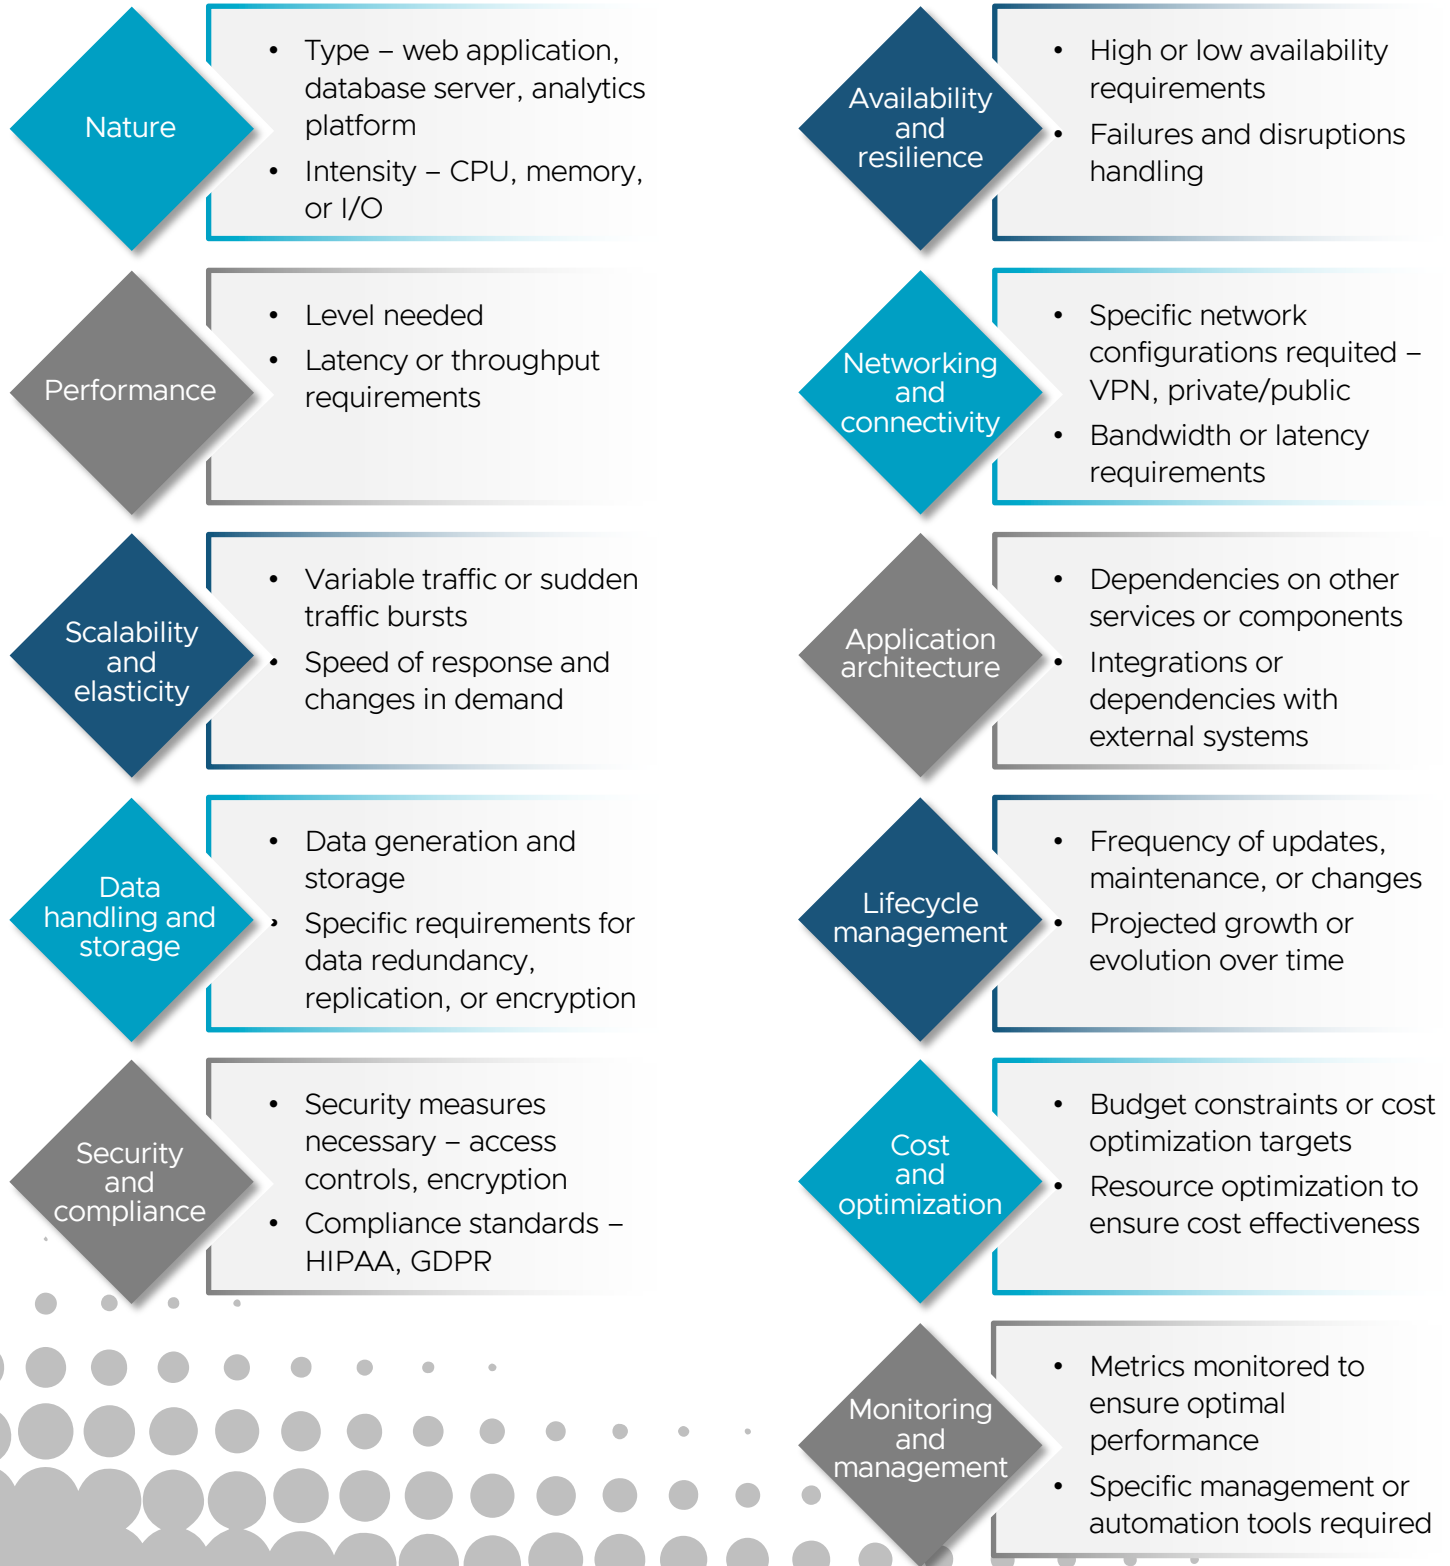 Nature
• Type – web application,
database server, analytics
platform
• Intensity – CPU, memory,
or I/O
Performance
• Level needed
• Latency or throughput
requirements
Scalability
and
elasticity
• Variable traffic or sudden
traffic bursts
• Speed of response and
changes in demand
Data
handling and
storage
• Data generation and
storage
• Specific requirements for
data redundancy,
replication, or encryption
Security
and
compliance
• Security measures
necessary – access
controls, encryption
• Compliance standards –
HIPAA, GDPR
Availability
and
resilience
• High or low availability
requirements
• Failures and disruptions
handling
Networking
and
connectivity
• Specific network
configurations requited –
VPN, private/public
• Bandwidth or latency
requirements
Application
architecture
• Dependencies on other
services or components
• Integrations or
dependencies with
external systems
Lifecycle
management
• Frequency of updates,
maintenance, or changes
• Projected growth or
evolution over time
Cost
and
optimization
• Budget constraints or cost
optimization targets
• Resource optimization to
ensure cost effectiveness
Monitoring
and
management
• Metrics monitored to
ensure optimal
performance
• Specific management or
automation tools required